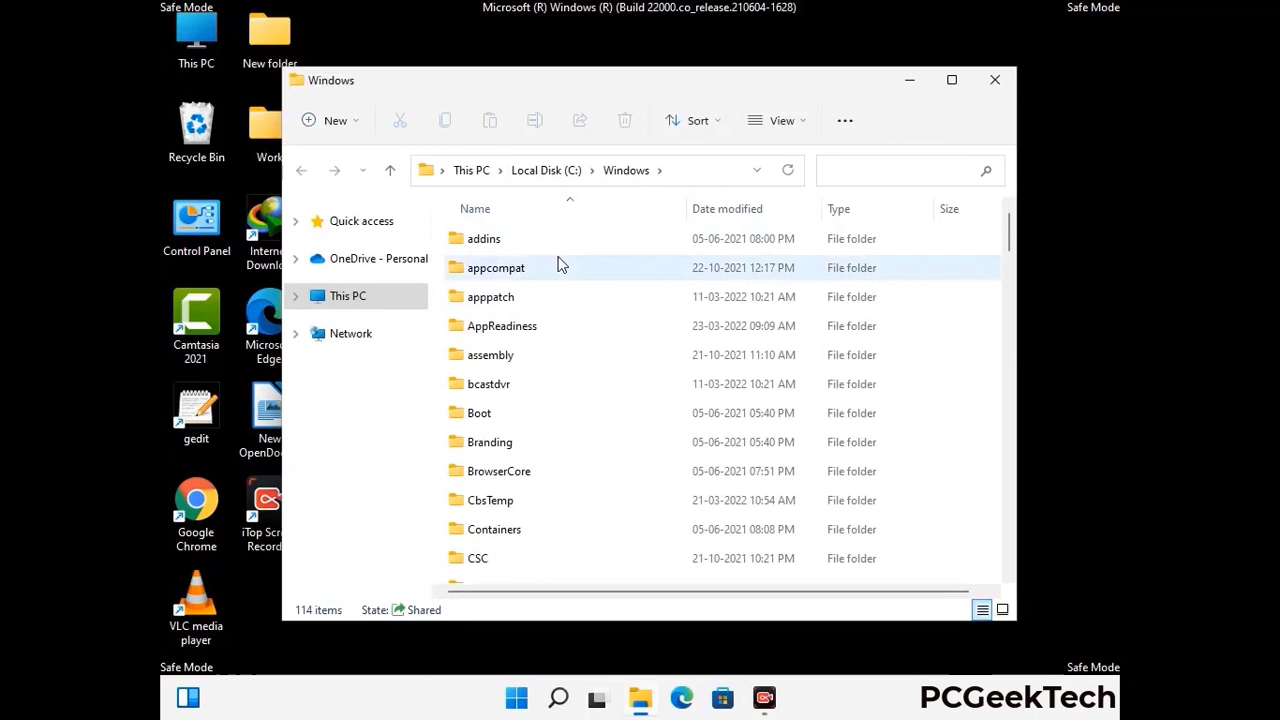 Safe Mode
Microsoft (R) Windows (R) (Build 22000.co_release.210604-1628)
Safe Mode
This PC
New folder
Recycle Bin
Work
Control Panel
Internet
Downlo
Camtasia
2021
Micros
Edge
gedit
New
OpenDoc
Google
Chrome
iTop Scr
Record
VLC media
player
Windows
New
Sort
View
This PC
Local Disk (C:)
Windows
Quick access
OneDrive - Personal
This PC
Network
Name Date modified Type Size
addins 05-06-2021 08:00 PM File folder
appcompat 22-10-2021 12:17 PM File folder
apppatch 11-03-2022 10:21 AM File folder
AppReadiness 23-03-2022 09:09 AM File folder
assembly 21-10-2021 11:10 AM File folder
bcastdvr 11-03-2022 10:21 AM File folder
Boot 05-06-2021 05:40 PM File folder
Branding 05-06-2021 05:40 PM File folder
BrowserCore 05-06-2021 07:51 PM File folder
CbsTemp 21-03-2022 10:54 AM File folder
Containers 05-06-2021 08:08 PM File folder
CSC 21-10-2021 10:21 PM File folder
114 items State: Shared
Safe Mode
Safe Mode
PCGeekTech